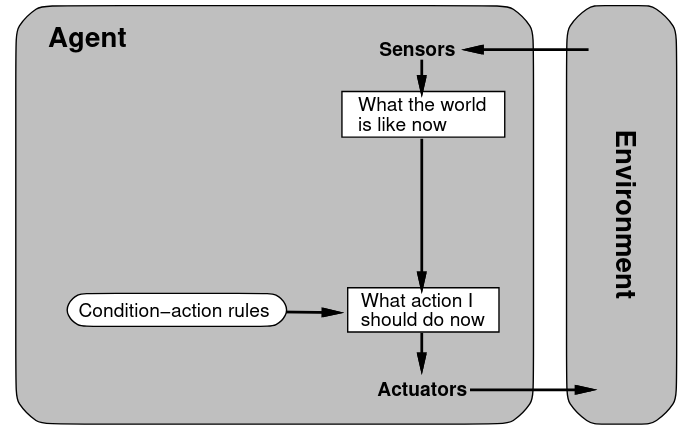 Agent
Sensors
What the world
is like now
Environment
Condition–action rules
What action I
should do now
Actuators